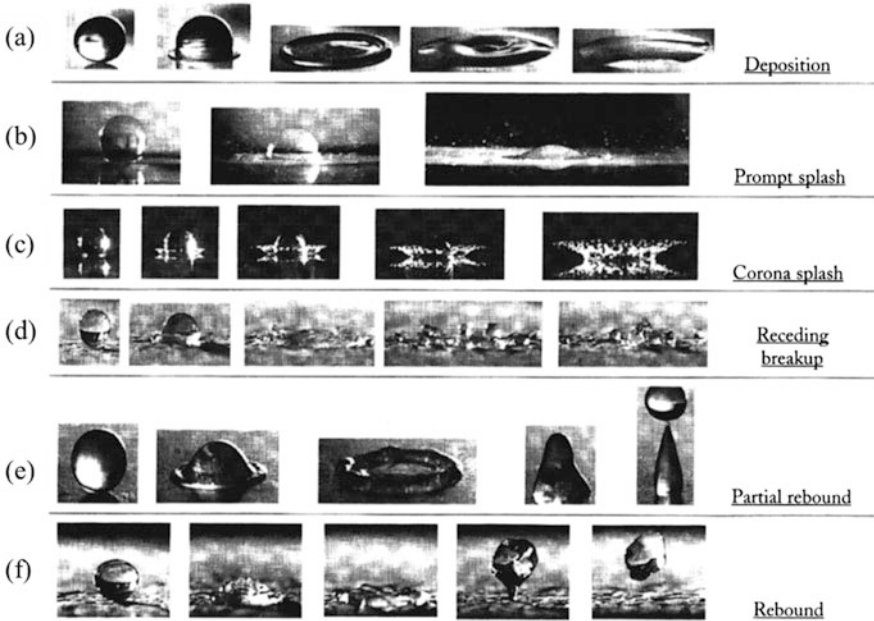 (a)
Deposition
(b)
Prompt splash
(c)
Corona splash
(d)
Receding
breakup
(e)
Partial rebound
(f)
Rebound